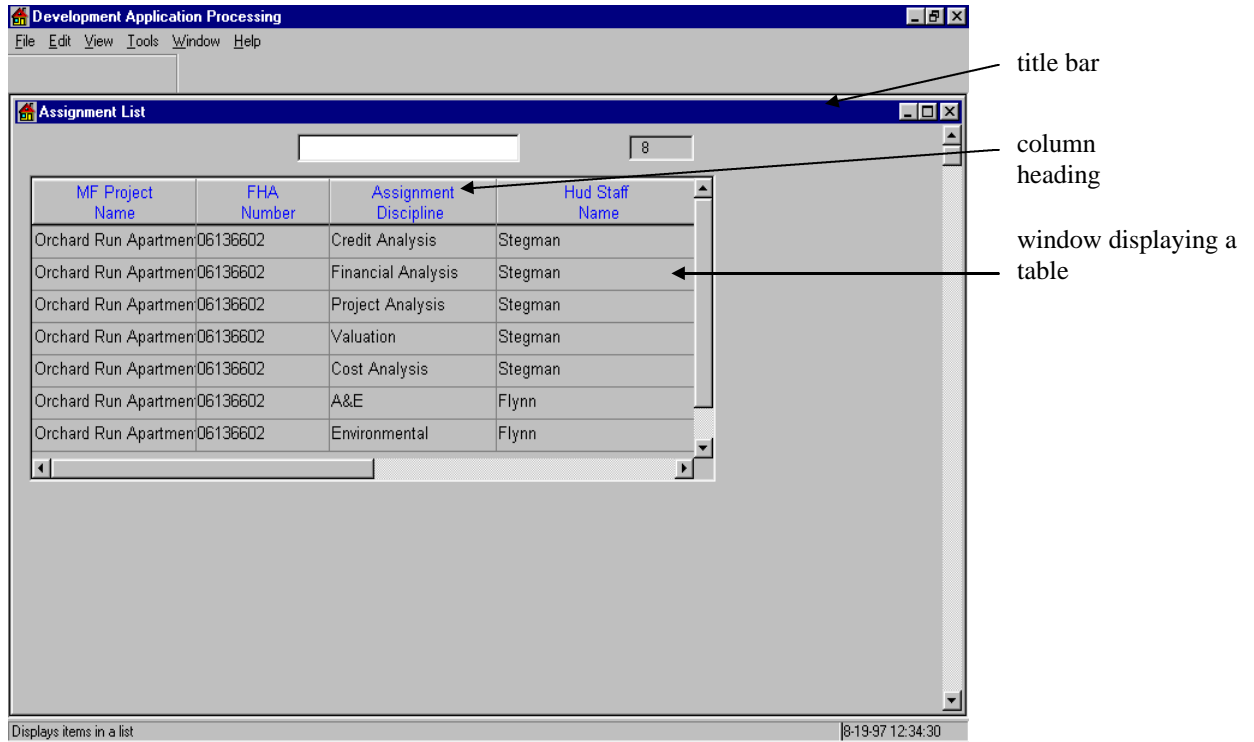 Development Application Processing
File Edit View Tools Window Help
title bar
Assignment List
8
column
heading
MF Project Name FHA Number Assignment Discipline Hud Staff Name
Orchard Run Apartmen 06136602 Credit Analysis Stegman
window displaying a
table
Orchard Run Apartmen 06136602 Financial Analysis Stegman
Orchard Run Apartmen 06136602 Project Analysis Stegman
Orchard Run Apartmen 06136602 Valuation Stegman
Orchard Run Apartmen 06136602 Cost Analysis Stegman
Orchard Run Apartmen 06136602 A&E Flynn
Orchard Run Apartmen 06136602 Environmental Flynn
Displays items in a list 8-19-97 12:34:30